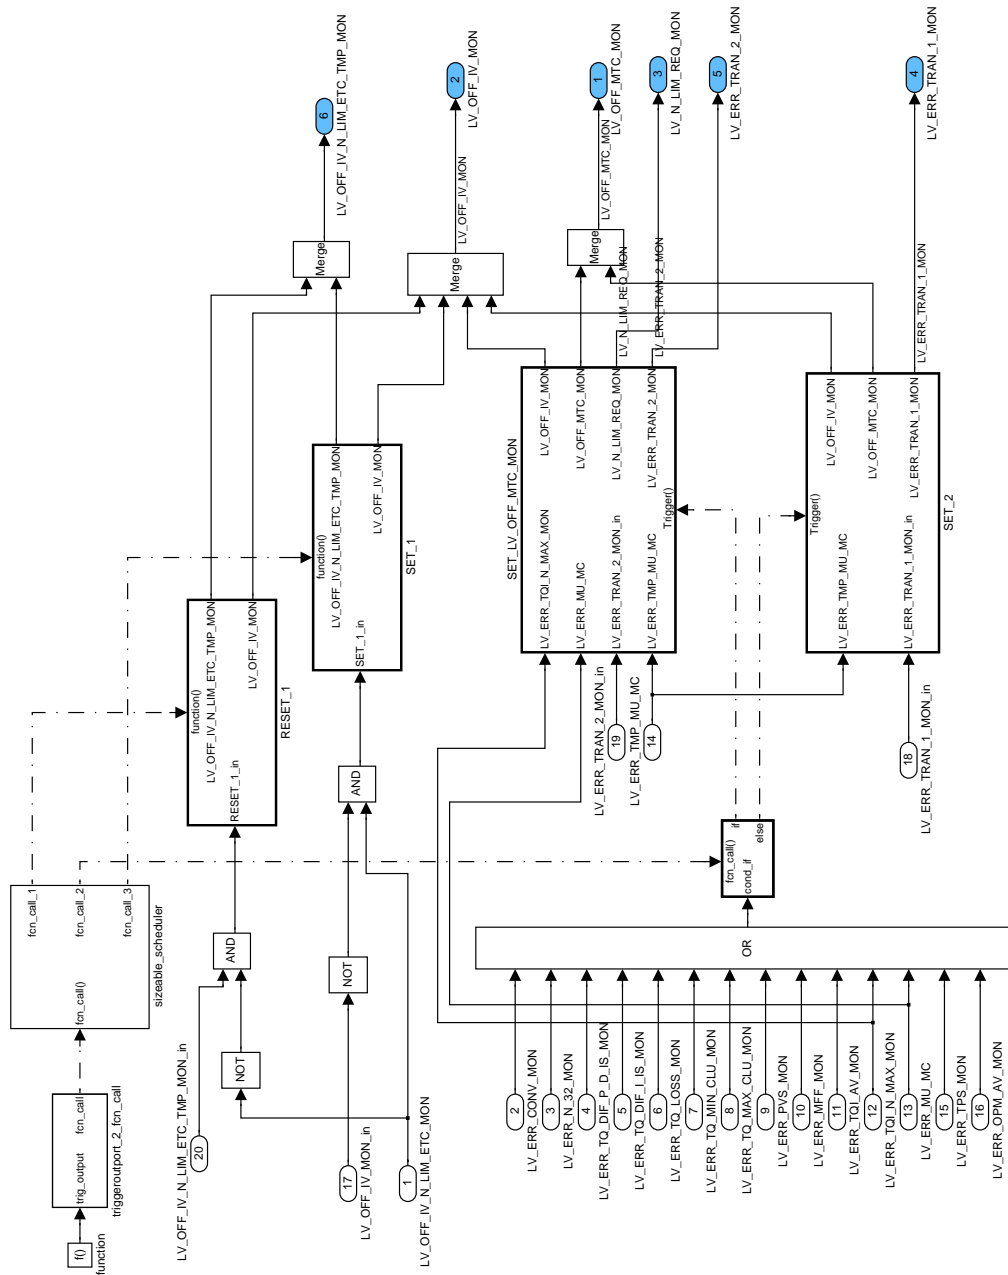 f()
function
trig_output
fcn_call
triggeroutport_2_fcn_call
fcn_call()
fcn_call_1
fcn_call_2
fcn_call_3
sizeable_scheduler
20
LV_OFF_IV_N_LIM_ETC_TMP_MON_in
NOT
AND
17
LV_OFF_IV_MON_in
1
LV_OFF_IV_N_LIM_ETC_MON
NOT
AND
function()
RESET_1_in
LV_OFF_IV_N_LIM_ETC_TMP_MON
LV_OFF_IV_MON
RESET_1
function()
SET_1_in
LV_OFF_IV_N_LIM_ETC_TMP_MON
LV_OFF_IV_MON
SET_1
Merge
6
LV_OFF_IV_N_LIM_ETC_TMP_MON
Merge
LV_OFF_IV_MON
2
LV_OFF_IV_MON
SET_LV_OFF_MTC_MON
LV_ERR_TQI_N_MAX_MON
LV_ERR_MU_MC
LV_ERR_TRAN_2_MON_in
LV_ERR_TMP_MU_MC
LV_OFF_IV_MON
LV_OFF_MTC_MON
LV_N_LIM_REQ_MON
LV_ERR_TRAN_2_MON
Trigger()
LV_ERR_TRAN_2_MON_in
19
LV_ERR_TMP_MU_MC
14
Merge
LV_OFF_MTC_MON
1
LV_OFF_MTC_MON
LV_N_LIM_REQ_MON
3
LV_N_LIM_REQ_MON
LV_ERR_TRAN_2_MON
5
LV_ERR_TRAN_2_MON
Trigger()
LV_ERR_TMP_MU_MC
LV_ERR_TRAN_1_MON_in
LV_OFF_IV_MON
LV_OFF_MTC_MON
LV_ERR_TRAN_1_MON
SET_2
18
LV_ERR_TRAN_1_MON_in
LV_ERR_TRAN_1_MON
4
LV_ERR_TRAN_1_MON
fcn_call()
cond_if
if
else
OR
2
LV_ERR_CONV_MON
3
LV_ERR_N_32_MON
4
LV_ERR_TQ_DIF_P_D_IS_MON
5
LV_ERR_TQ_DIF_I_IS_MON
6
LV_ERR_TQ_LOSS_MON
7
LV_ERR_TQ_MIN_CLU_MON
8
LV_ERR_TQ_MAX_CLU_MON
9
LV_ERR_PVS_MON
10
LV_ERR_MFF_MON
11
LV_ERR_TQI_AV_MON
12
LV_ERR_TQI_N_MAX_MON
13
LV_ERR_MU_MC
15
LV_ERR_TPS_MON
16
LV_ERR_OPM_AV_MON